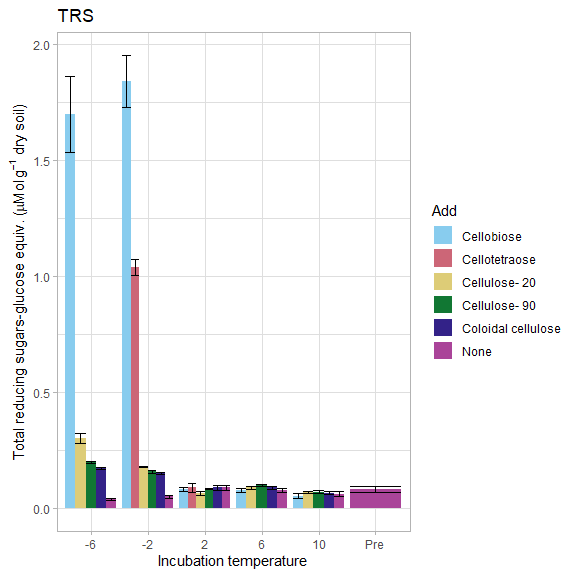 TRS
Total reducing sugars-glucose equiv. (μMol g⁻¹ dry soil)
2.0
1.5
1.0
0.5
0.0
-6 -2 2 6 10 Pre
Incubation temperature
Add
Cellobiose
Cellotetraose
Cellulose- 20
Cellulose- 90
Coloidal cellulose
None